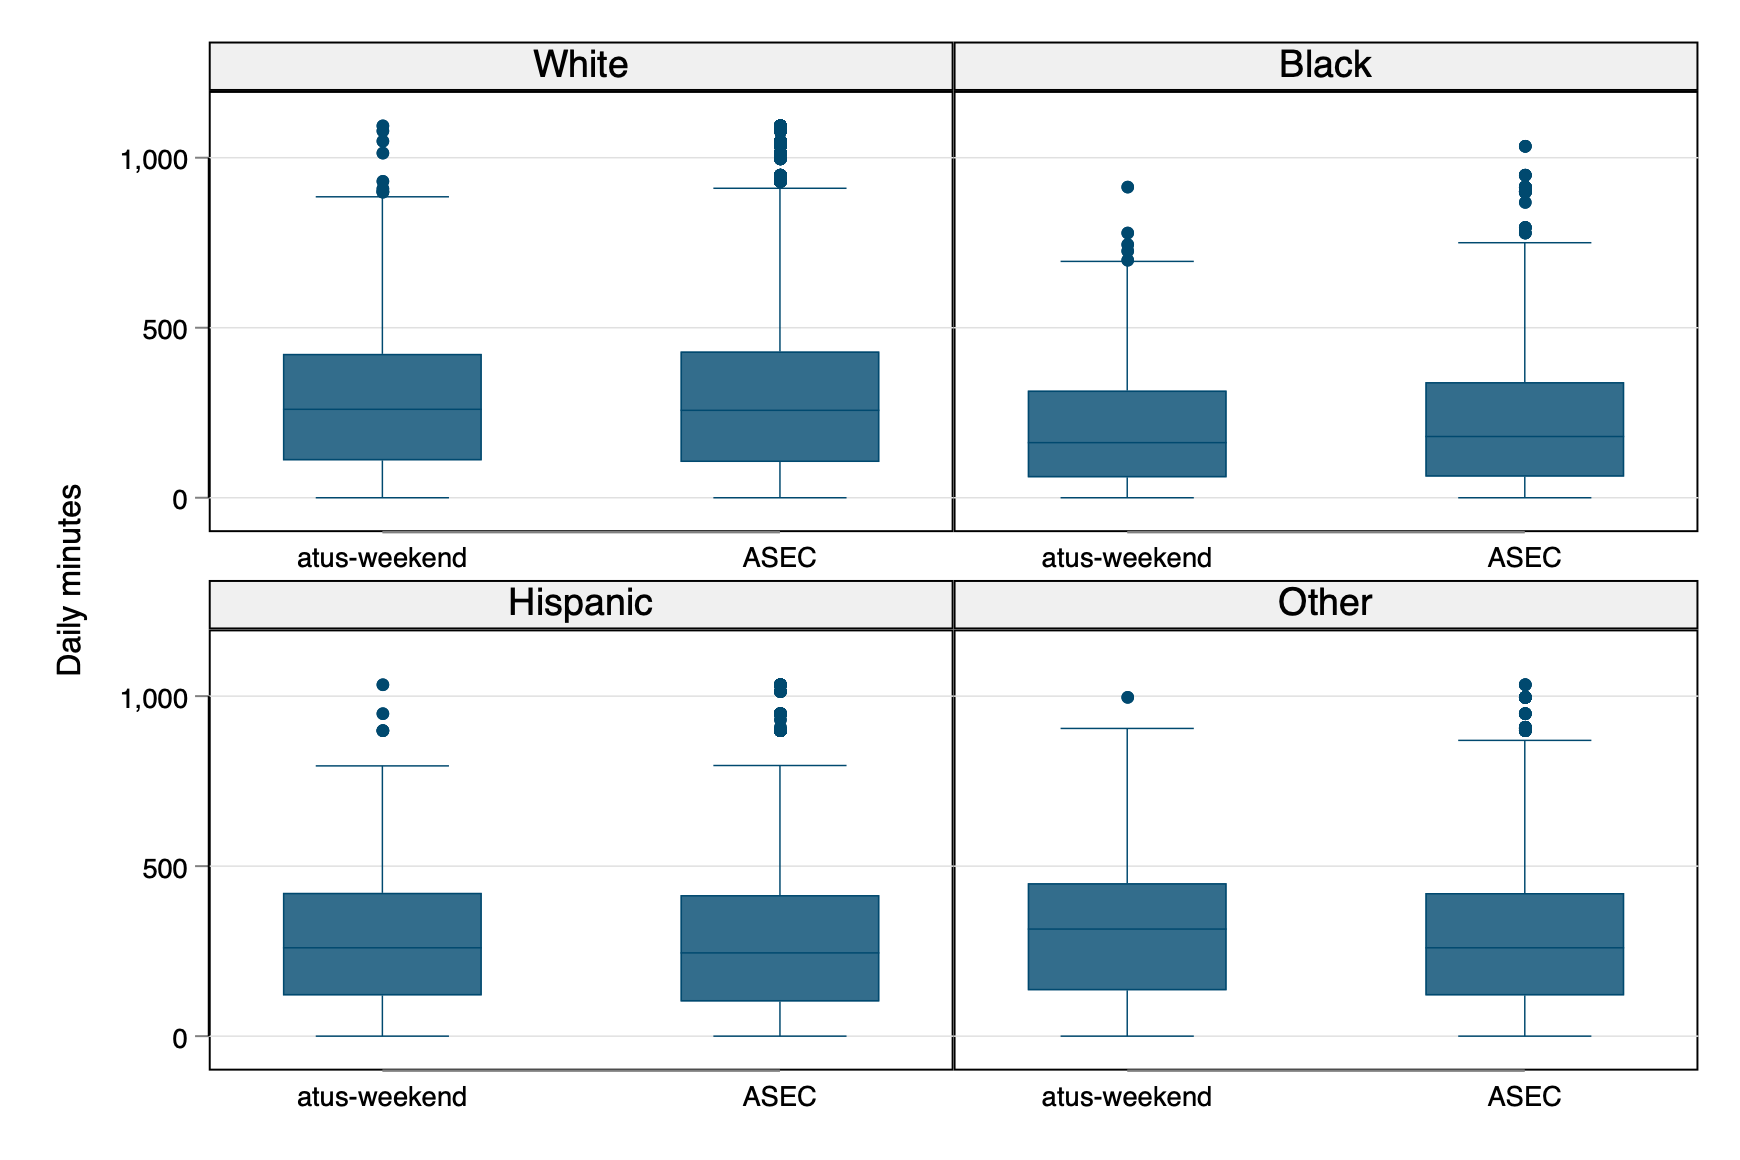 White
Black
1,000
500
0
atus-weekend
ASEC
atus-weekend
ASEC
Daily minutes
Hispanic
Other
1,000
500
0
atus-weekend
ASEC
atus-weekend
ASEC